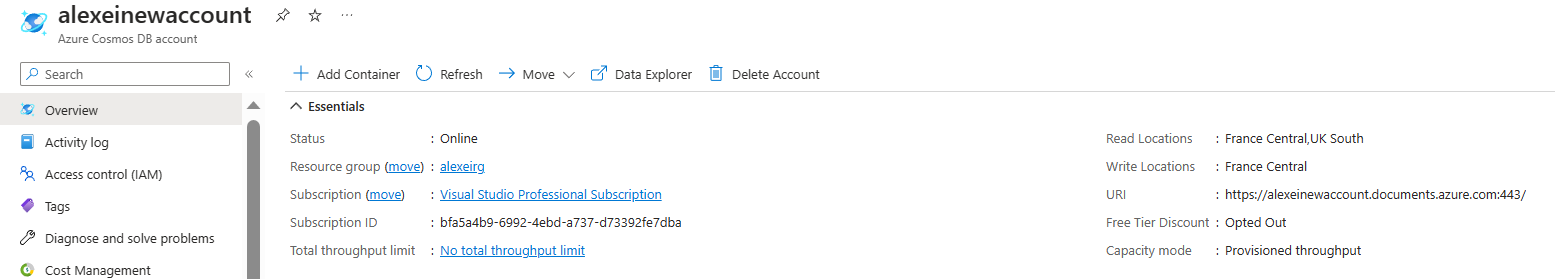 alexeinewaccount
Azure Cosmos DB account
Search
Overview
Activity log
Access control (IAM)
Tags
Diagnose and solve problems
Cost Management
Add Container Refresh Move Data Explorer Delete Account
Essentials
Status : Online
Resource group (move) : alexeirg
Subscription (move) : Visual Studio Professional Subscription
Subscription ID : bfa5a4b9-6992-4ebd-a737-d73392fe7dba
Total throughput limit : No total throughput limit
Read Locations : France Central,UK South
Write Locations : France Central
URI : https://alexeinewaccount.documents.azure.com:443/
Free Tier Discount : Opted Out
Capacity mode : Provisioned throughput